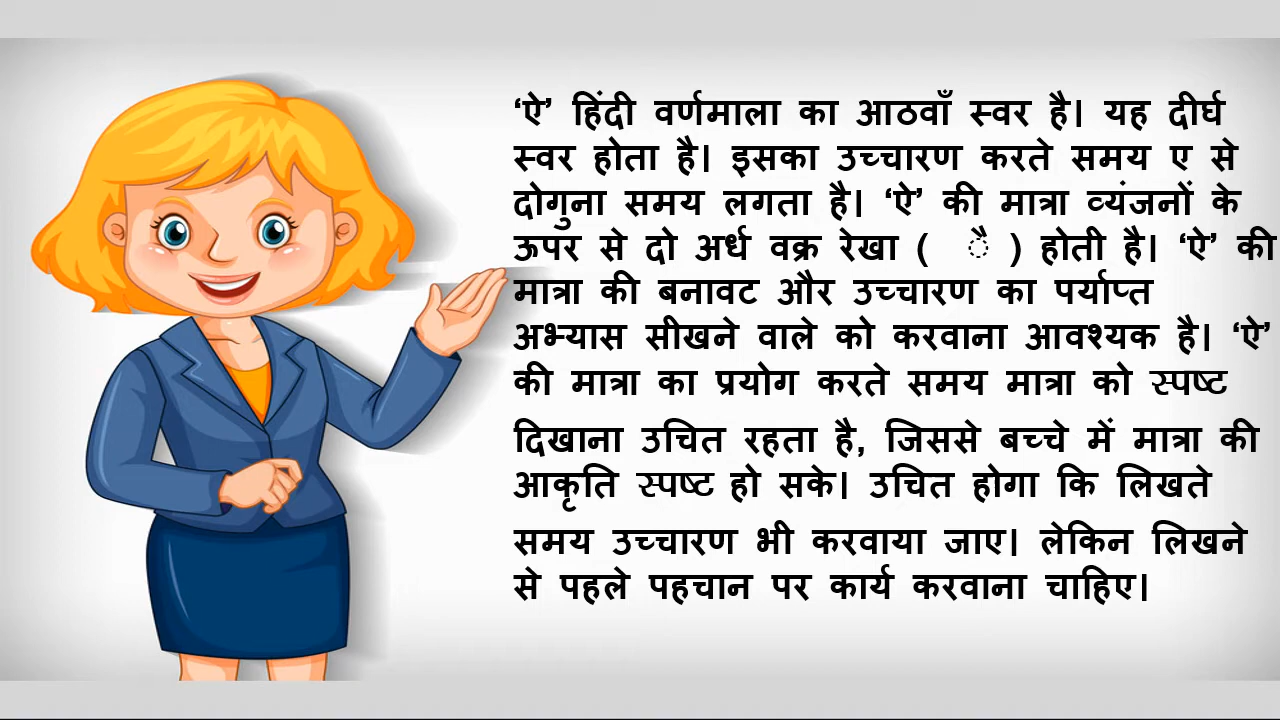 ‘ऐ’ हिंदी वर्णमाला का आठवाँ स्वर है। यह दीर्घ
स्वर होता है। इसका उच्चारण करते समय ए से
दोगुना समय लगता है। ‘ऐ’ की मात्रा व्यंजनों के
ऊपर से दो अर्ध वक्र रेखा ( ै ) होती है। ‘ऐ’ की
मात्रा की बनावट और उच्चारण का पर्याप्त
अभ्यास सीखने वाले को करवाना आवश्यक है। ‘ऐ’
की मात्रा का प्रयोग करते समय मात्रा को स्पष्ट
दिखाना उचित रहता है, जिससे बच्चे में मात्रा की
आकृति स्पष्ट हो सके। उचित होगा कि लिखते
समय उच्चारण भी करवाया जाए। लेकिन लिखने
से पहले पहचान पर कार्य करवाना चाहिए।